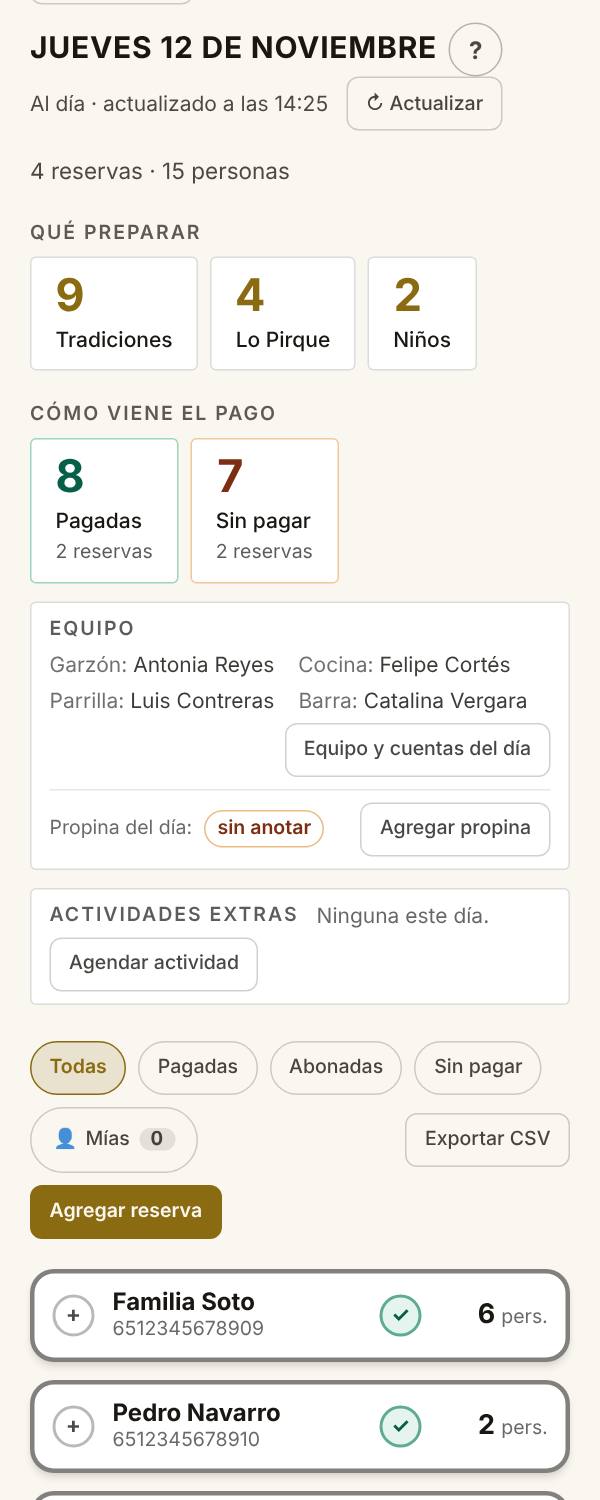 JUEVES 12 DE NOVIEMBRE ?
Al día · actualizado a las 14:25 ↻ Actualizar
4 reservas · 15 personas
QUÉ PREPARAR
9 4 2
Tradiciones Lo Pirque Niños
CÓMO VIENE EL PAGO
8 7
Pagadas Sin pagar
2 reservas 2 reservas
EQUIPO
Garzón: Antonia Reyes Cocina: Felipe Cortés
Parrilla: Luis Contreras Barra: Catalina Vergara
Equipo y cuentas del día
Propina del día: sin anotar Agregar propina
ACTIVIDADES EXTRAS Ninguna este día.
Agendar actividad
Todas Pagadas Abonadas Sin pagar
👤 Mías 0 Exportar CSV
Agregar reserva
+ Familia Soto ✓ 6 pers.
6512345678909
+ Pedro Navarro ✓ 2 pers.
6512345678910